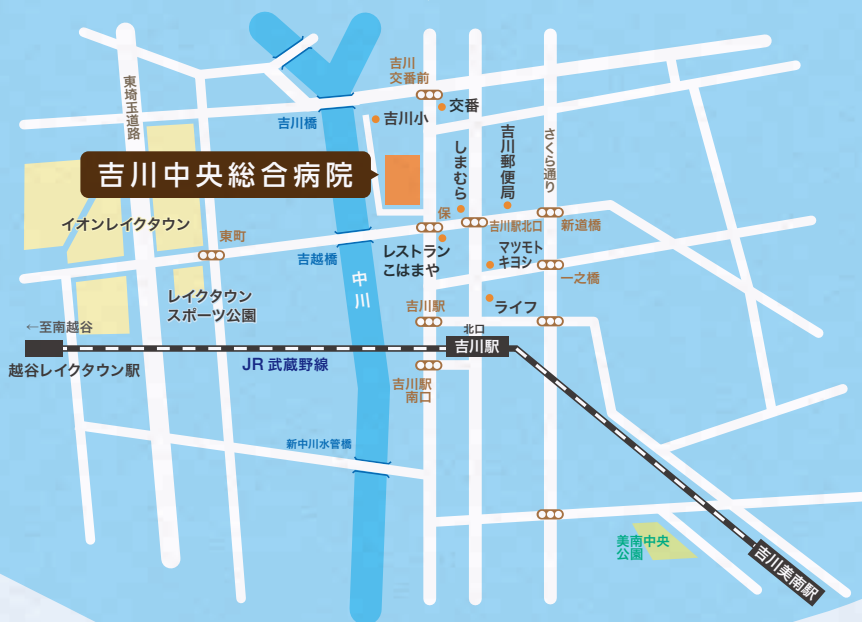 吉川
交番前
交番
吉川小
東埼玉道路
吉川橋
吉川中央総合病院
しまむら
吉川郵便局
さくら通り
イオンレイクタウン
東町
保
吉川駅北口
新道橋
吉越橋
レストラン
こはまや
マツモト
キヨシ
一之橋
中川
レイクタウン
スポーツ公園
吉川駅
ライフ
←至南越谷
北口
吉川駅
越谷レイクタウン駅
JR 武蔵野線
吉川駅
南口
新中川水管橋
美南中央
公園
吉川美南駅